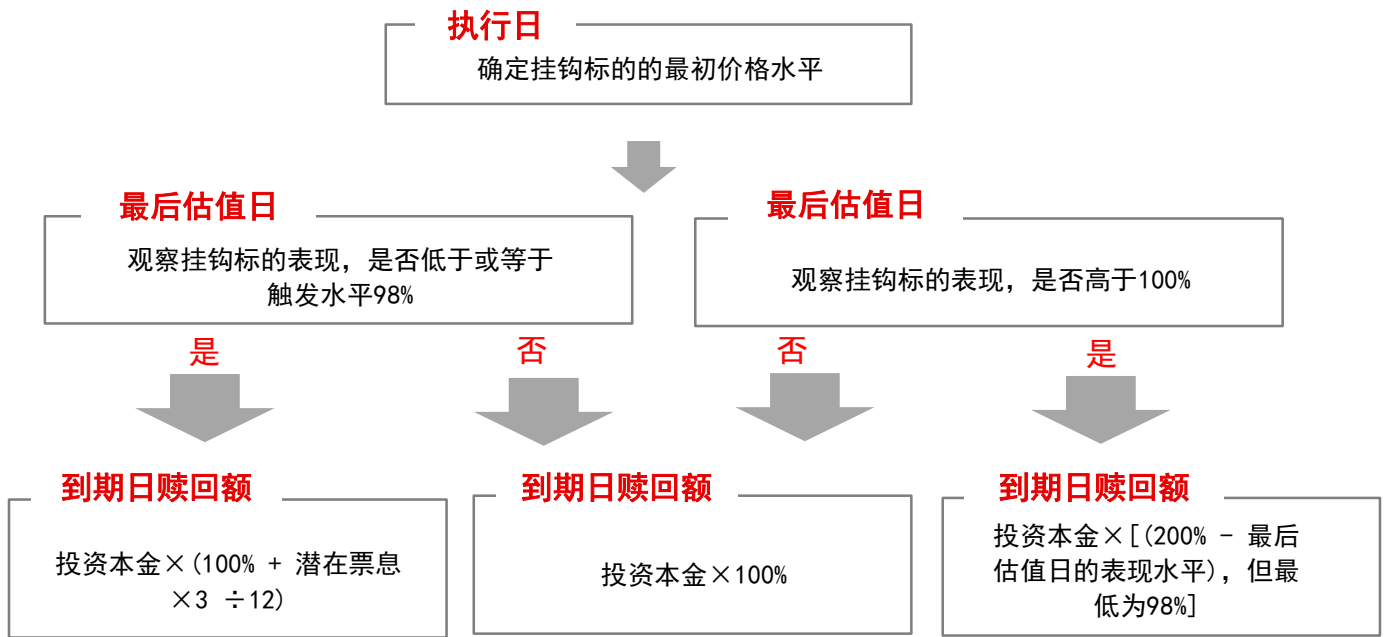 执行日
确定挂钩标的的最初价格水平
最后估值日
观察挂钩标的表现，是否低于或等于
触发水平98%
最后估值日
观察挂钩标的表现，是否高于100%
是
否
否
是
到期日赎回额
投资本金×(100% + 潜在票息
×3 ÷12)
到期日赎回额
投资本金×100%
到期日赎回额
投资本金×[(200% - 最后
估值日的表现水平)，但最
低为98%]